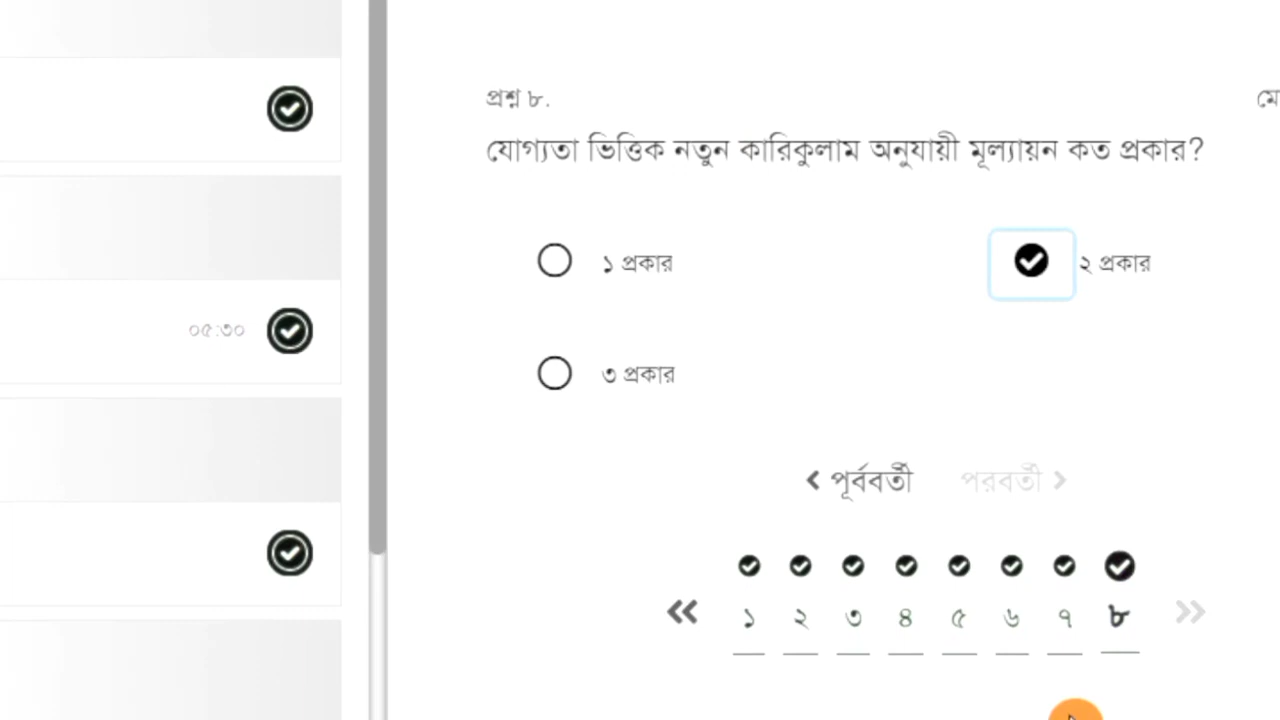 প্রশ্ন ৮.
যোগ্যতা ভিত্তিক নতুন কারিকুলাম অনুযায়ী মূল্যায়ন কত প্রকার?
১ প্রকার
২ প্রকার
০৫:৩০
৩ প্রকার
পূর্ববর্তী পরবর্তী
১ ২ ৩ ৪ ৫ ৬ ৭ ৮